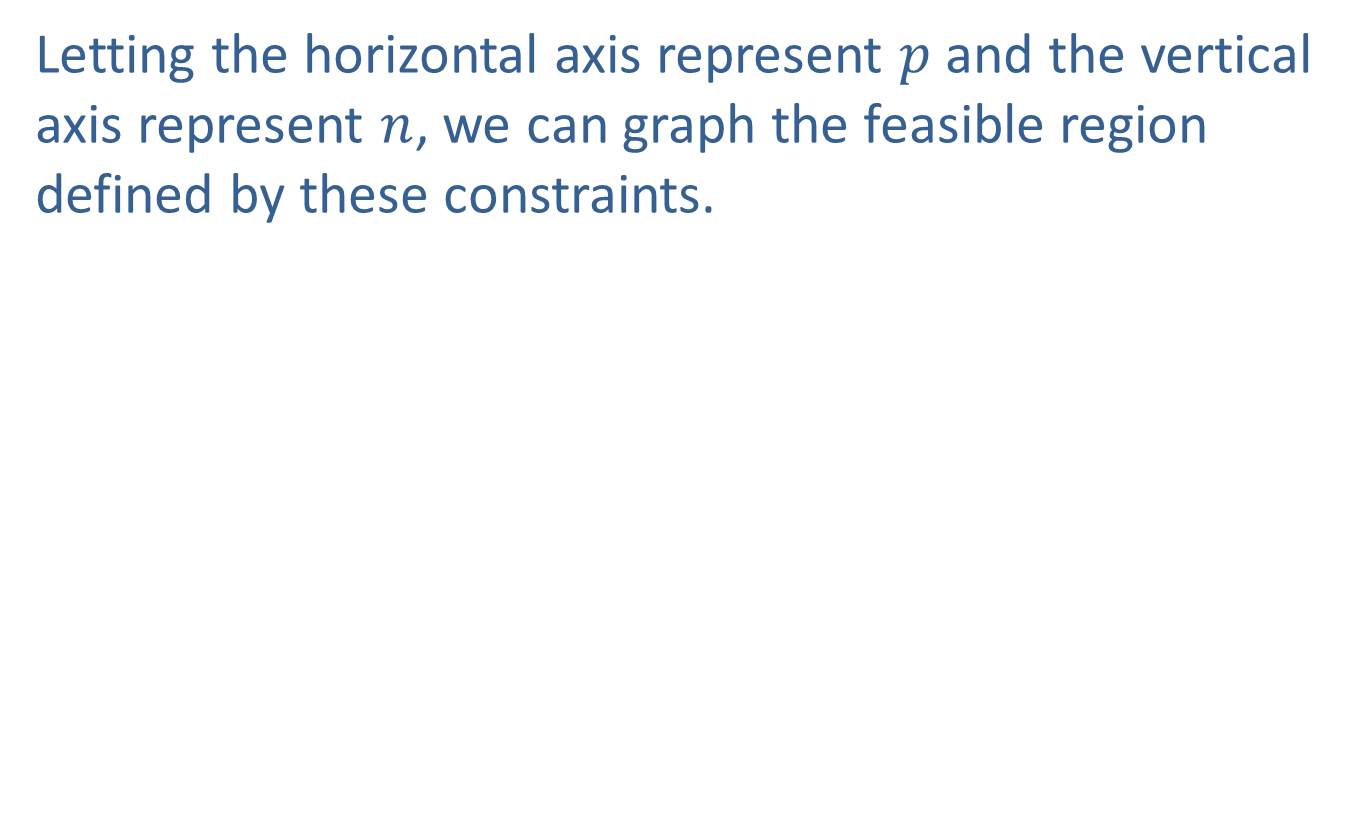 Letting the horizontal axis represent 𝑝 and the vertical
axis represent 𝑛, we can graph the feasible region
defined by these constraints.